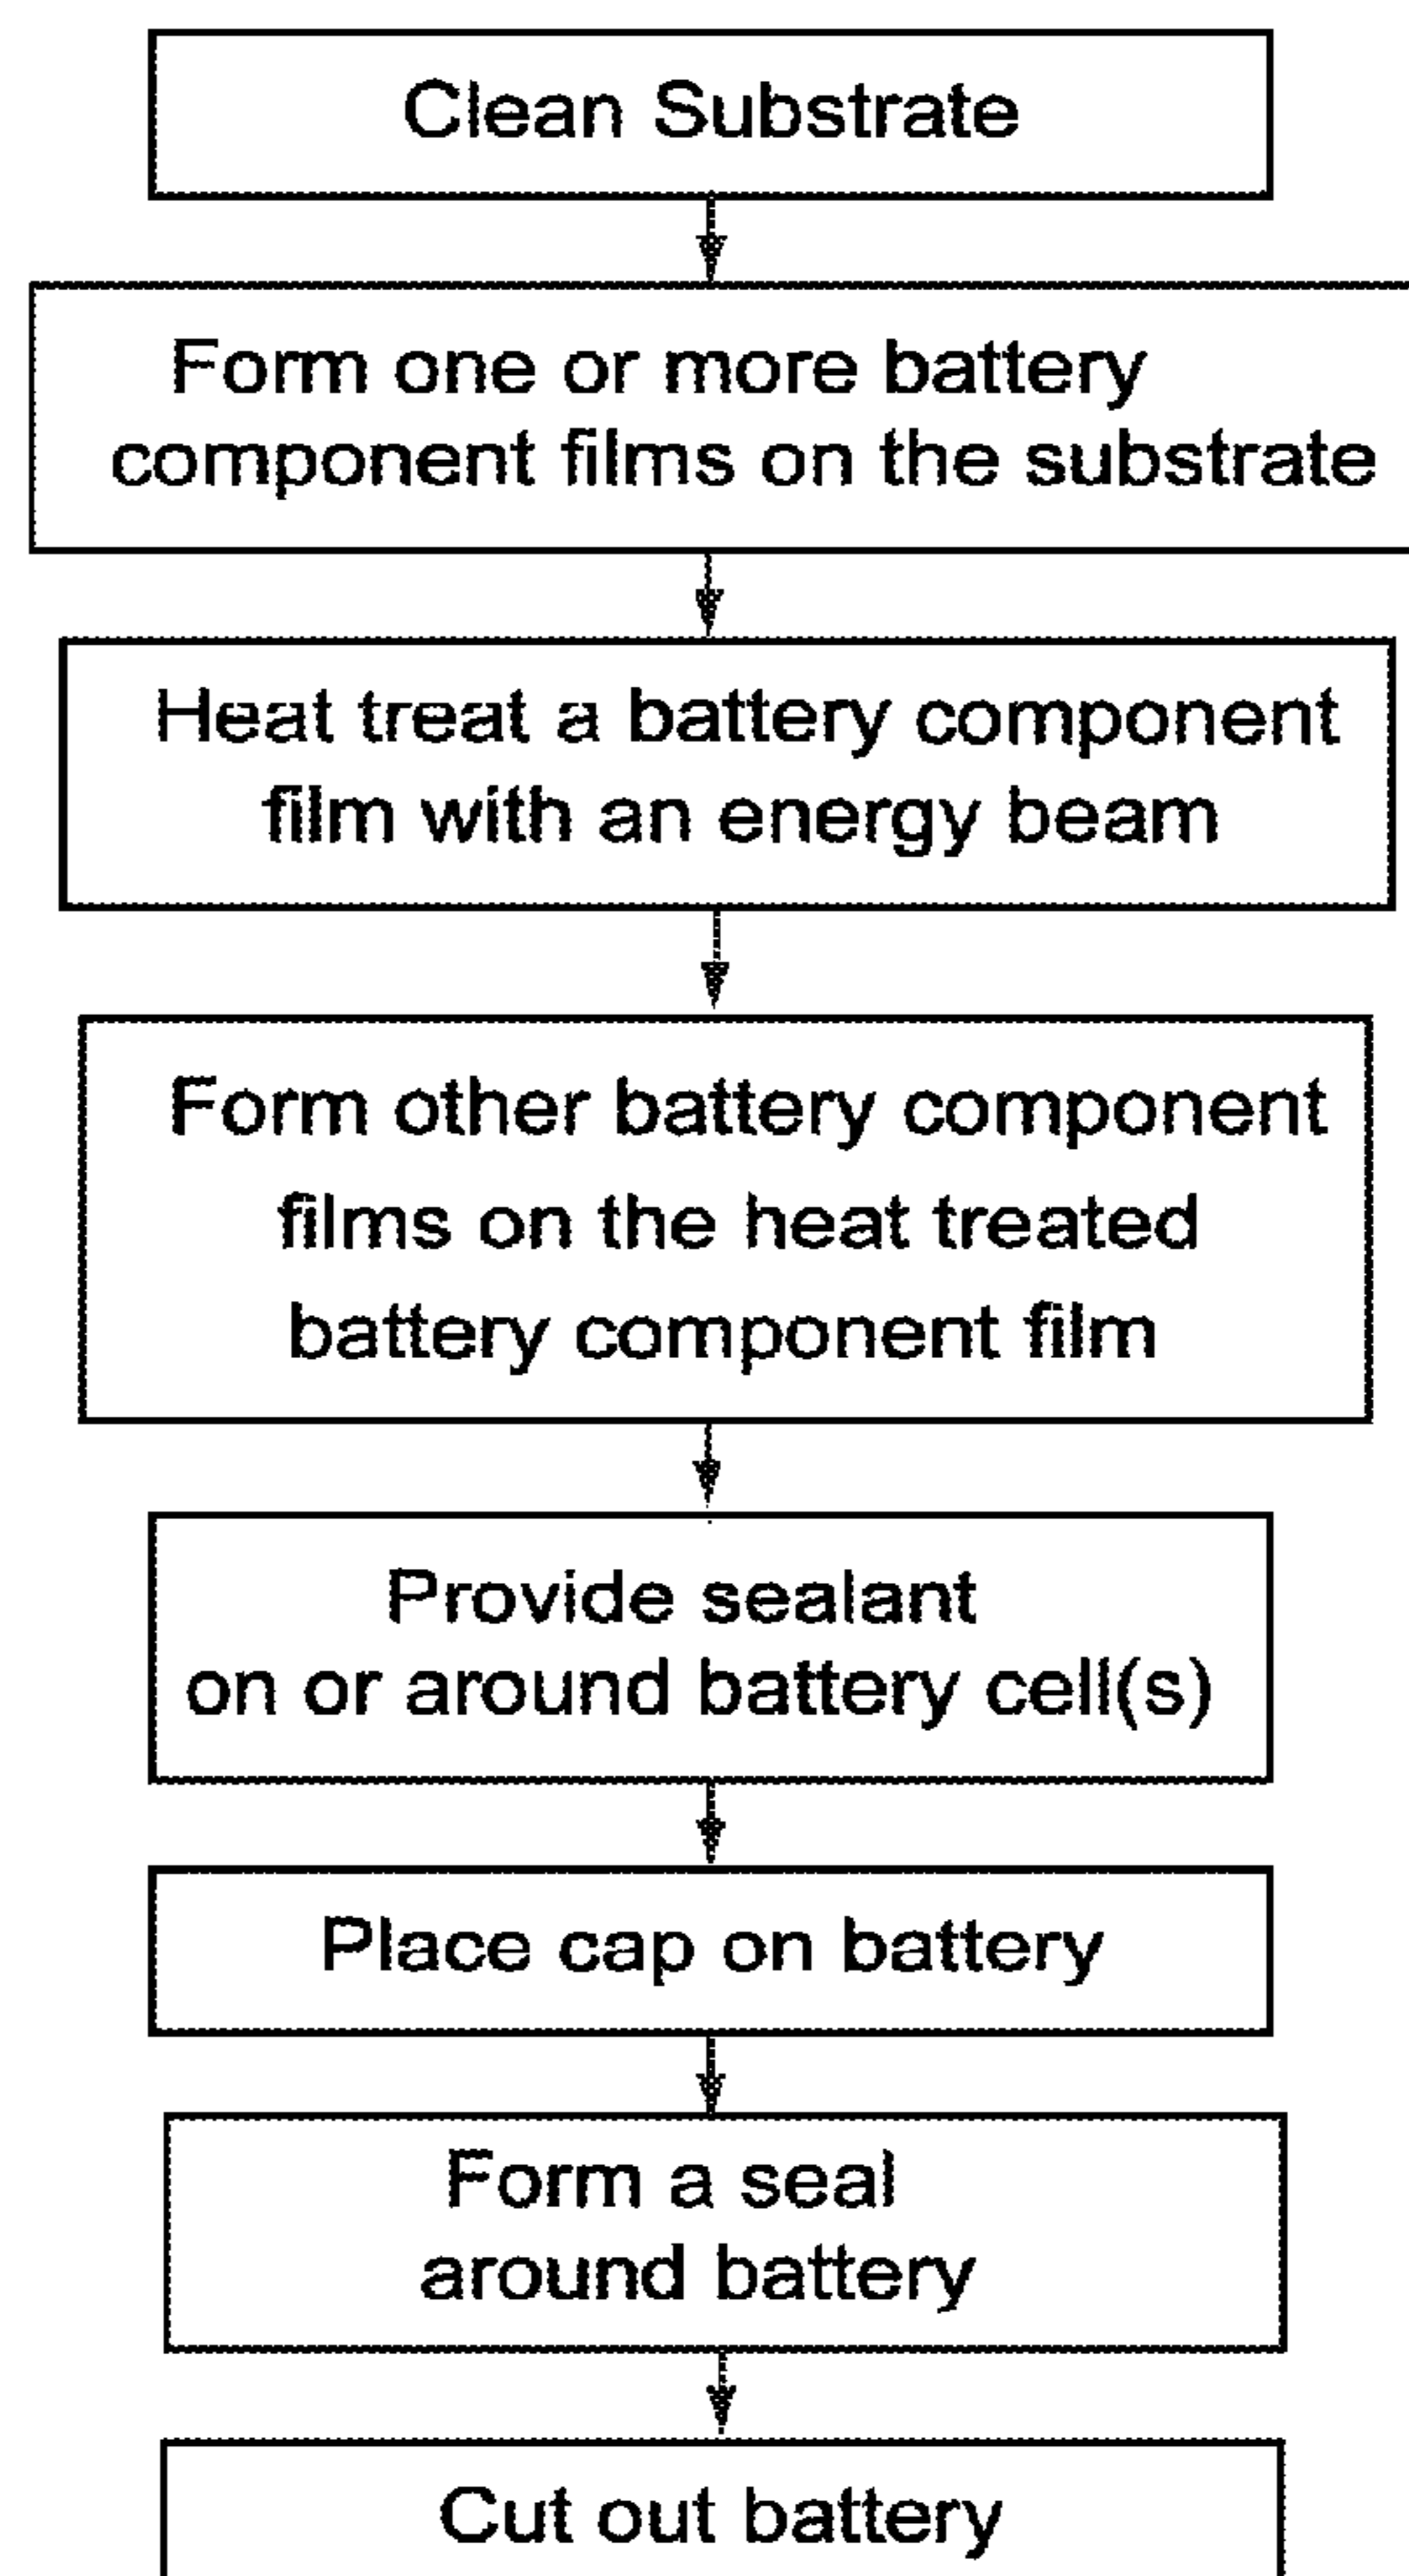 Clean Substrate
Form one or more battery
component films on the substrate
Heat treat a battery component
film with an energy beam
Form other battery component
films on the heat treated
battery component film
Provide sealant
on or around battery cell(s)
Place cap on battery
Form a seal
around battery
Cut out battery